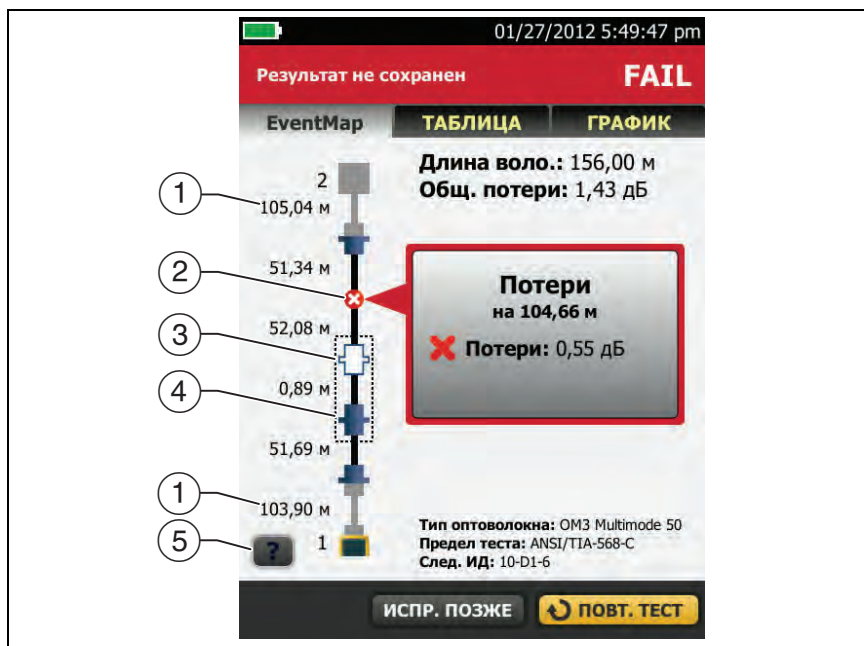 01/27/2012 5:49:47 pm
Результат не сохранен FAIL
EventMap ТАБЛИЦА ГРАФИК
Длина воло.: 156,00 м
Общ. потери: 1,43 дБ
2
1
105,04 м
51,34 м
2
Потери
на 104,66 м
Потери: 0,55 дБ
52,08 м
3
0,89 м
4
51,69 м
1
103,90 м
5
?
1
Тип оптоволокна: OM3 Multimode 50
Предел теста: ANSI/TIA-568-C
След. ИД: 10-D1-6
ИСПР. ПОЗЖЕ ПОВТ. ТЕСТ